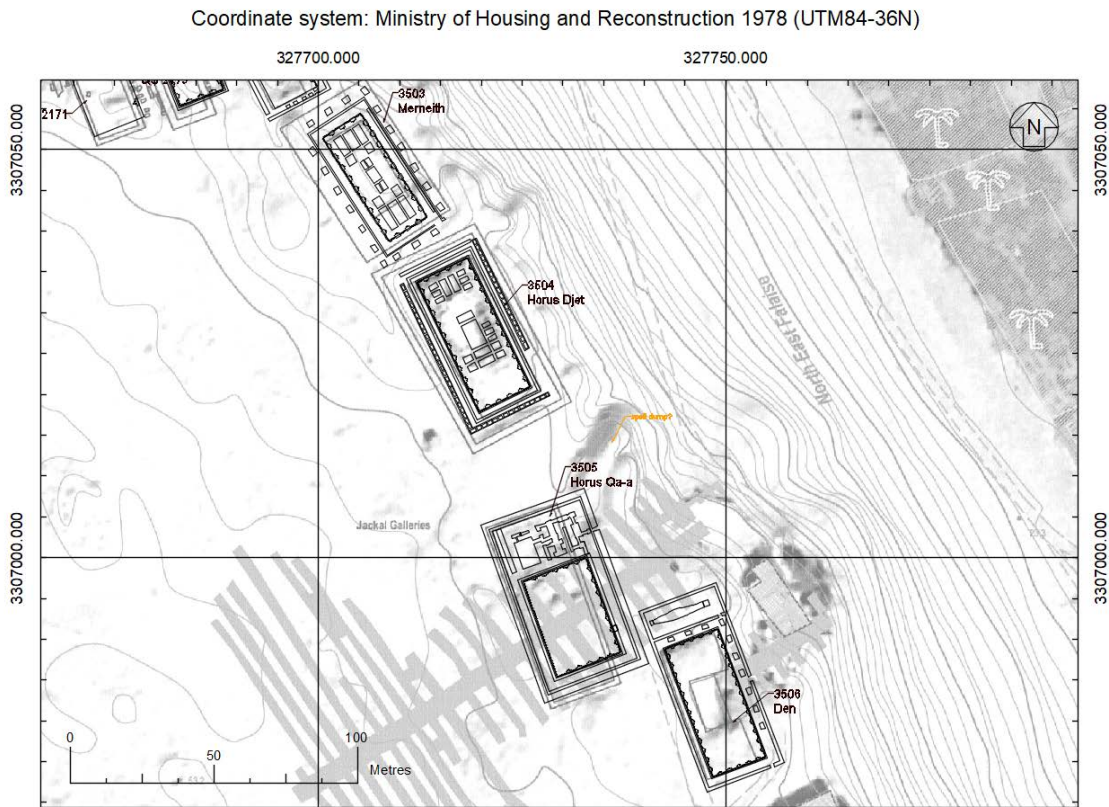 Coordinate system: Ministry of Housing and Reconstruction 1978 (UTM84-36N)
327700.000
327750.000
3503
Merneith
2171
N
3307050.000
3307050.000
3504
Horus Djet
North East Falaise
spoil dump?
3505
Horus Qa-a
Jackal Galleries
3307000.000
3307000.000
3506
Den
0
50
100
Metres